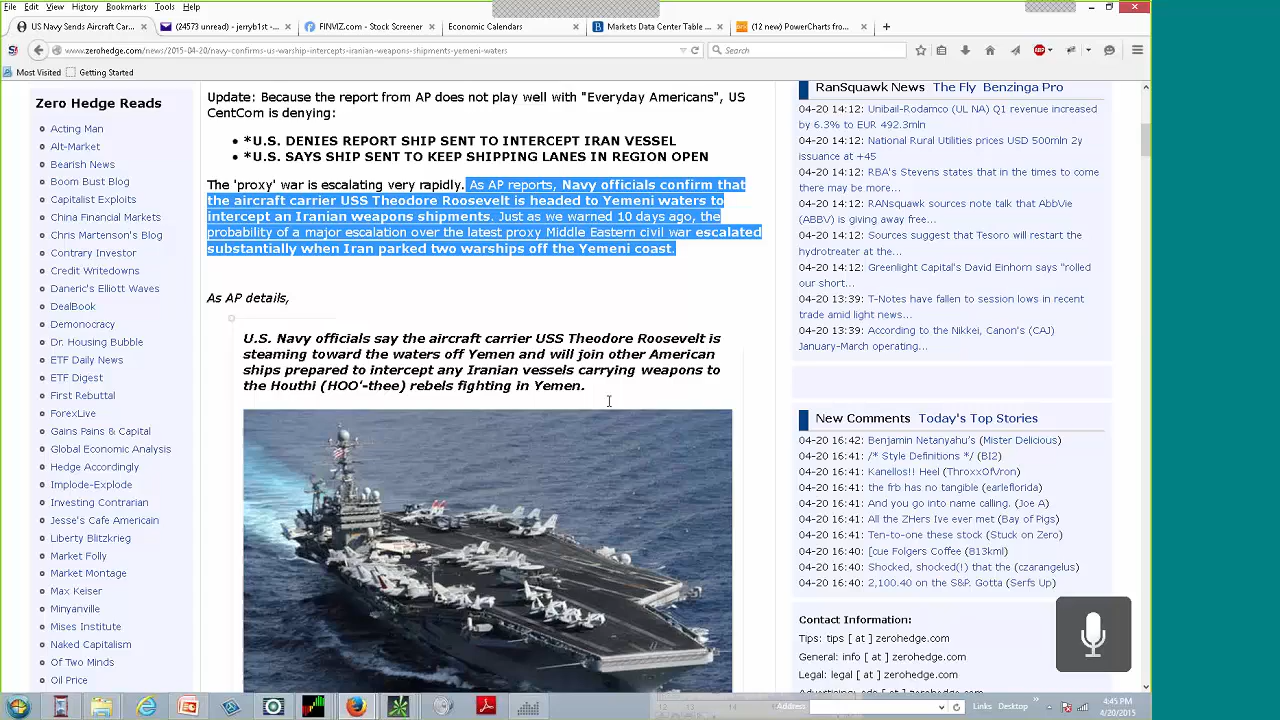 File Edit View History Bookmarks Tools Help
US Navy Sends Aircraft Car...
(24573 unread) - jerryb1st-...
FINVIZ.com - Stock Screener
Economic Calendars
Markets Data Center Table ...
(12 new) PowerCharts fro...
www.zerohedge.com/news/2015-04-20/navy-confirms-us-warship-intercepts-iranian-weapons-shipments-yemeni-waters
Search
Most Visited
Getting Started
Zero Hedge Reads
Acting Man
Alt-Market
Bearish News
Boom Bust Blog
Capitalist Exploits
China Financial Markets
Chris Martenson's Blog
Contrary Investor
Credit Writedowns
Daneric's Elliott Waves
DealBook
Demonocracy
Dr. Housing Bubble
ETF Daily News
ETF Digest
First Rebuttal
ForexLive
Gains Pains & Capital
Global Economic Analysis
Hedge Accordingly
Implode-Explode
Investing Contrarian
Jesse's Cafe Americain
Liberty Blitzkrieg
Market Folly
Market Montage
Max Keiser
Minyanville
Mises Institute
Naked Capitalism
Of Two Minds
Oil Price
Update: Because the report from AP does not play well with "Everyday Americans", US
CentCom is denying:
*U.S. DENIES REPORT SHIP SENT TO INTERCEPT IRAN VESSEL
*U.S. SAYS SHIP SENT TO KEEP SHIPPING LANES IN REGION OPEN
The 'proxy' war is escalating very rapidly. As AP reports, Navy officials confirm that
the aircraft carrier USS Theodore Roosevelt is headed to Yemeni waters to
intercept an Iranian weapons shipments. Just as we warned 10 days ago, the
probability of a major escalation over the latest proxy Middle Eastern civil war escalated
substantially when Iran parked two warships off the Yemeni coast.
As AP details,
U.S. Navy officials say the aircraft carrier USS Theodore Roosevelt is
steaming toward the waters off Yemen and will join other American
ships prepared to intercept any Iranian vessels carrying weapons to
the Houthi (HOO'-thee) rebels fighting in Yemen.
RanSquawk News Benzinga Pro
04-20 14:12: Unibail-Rodamco (UL NA) Q1 revenue increased
by 6.3% to EUR 492.3mln
04-20 14:12: National Rural Utilities prices USD 500mln 2y
issuance at +45
04-20 14:12: RBA's Stevens states that in the times to come
there may be more...
04-20 14:12: RANsquawk sources note talk that AbbVie
(ABBV) is giving away free...
04-20 14:12: Sources suggest that Tesoro will restart the
hydrotreater at the...
04-20 14:12: Greenlight Capital's David Einhorn says "rolled
our short...
04-20 13:39: T-Notes have fallen to session lows in recent
trade amid light news...
04-20 13:39: According to the Nikkei, Canon's (CAJ)
January-March operating...
New Comments Today's Top Stories
04-20 16:42: Benjamin Netanyahu's (Mister Delicious)
04-20 16:42: /* Style Definitions */ (BI2)
04-20 16:42: Kanellos!! Heel (ThroxxOfVron)
04-20 16:41: the frb has no tangible (earleflorida)
04-20 16:41: And you go into name calling. (Joe A)
04-20 16:41: All the ZHers Ive ever met (Bay of Pigs)
04-20 16:41: Ten-to-one these stock (Stuck on Zero)
04-20 16:40: [cue Folgers Coffee (B13kml)
04-20 16:40: Shocked, shocked(!) that the (czarangelus)
04-20 16:40: 2,100.40 on the S&P. Gotta (Serfs Up)
Contact Information:
Tips: tips [ at ] zerohedge.com
General: info [ at ] zerohedge.com
Legal: legal [ at ] zerohedge.com
12 13 14
Address
Links
Desktop
4:45 PM
4/20/2015